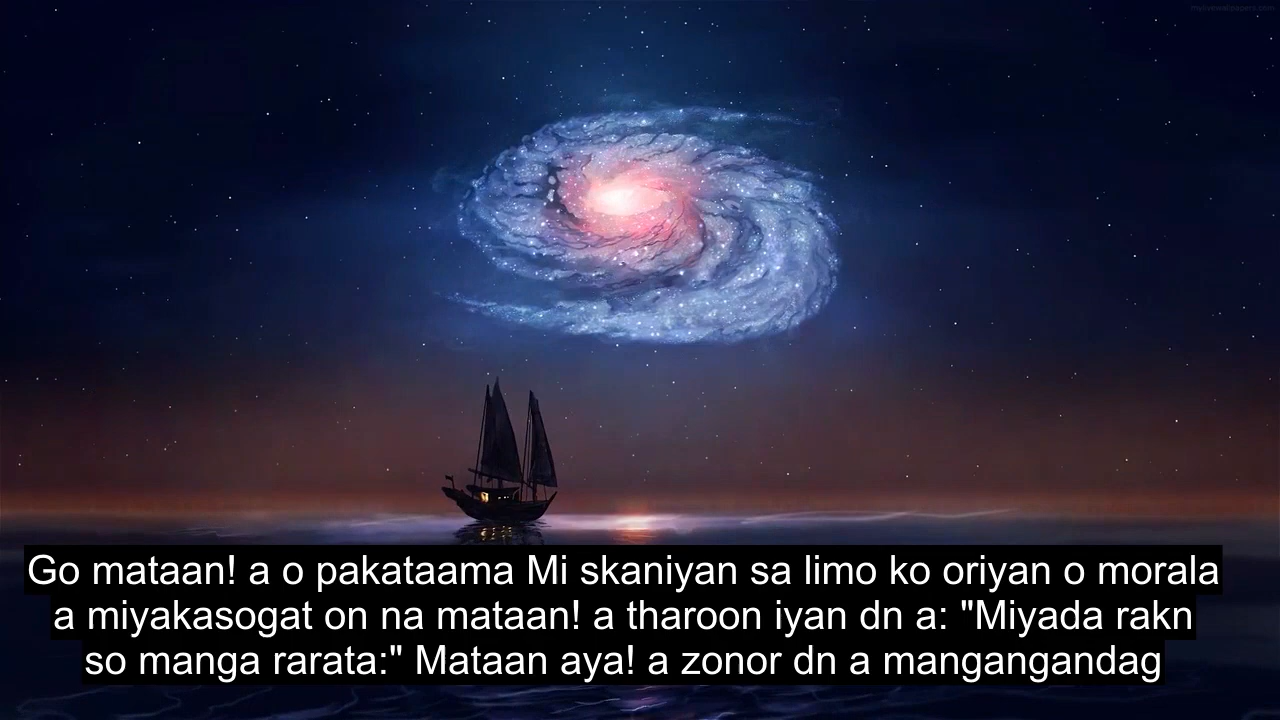 Go mataan! a o pakataama Mi skaniyan sa limo ko oriyan o morala
a miyakasogat on na mataan! a tharoon iyan dn a: "Miyada rakn
so manga rarata:" Mataan aya! a zonor dn a mangangandag